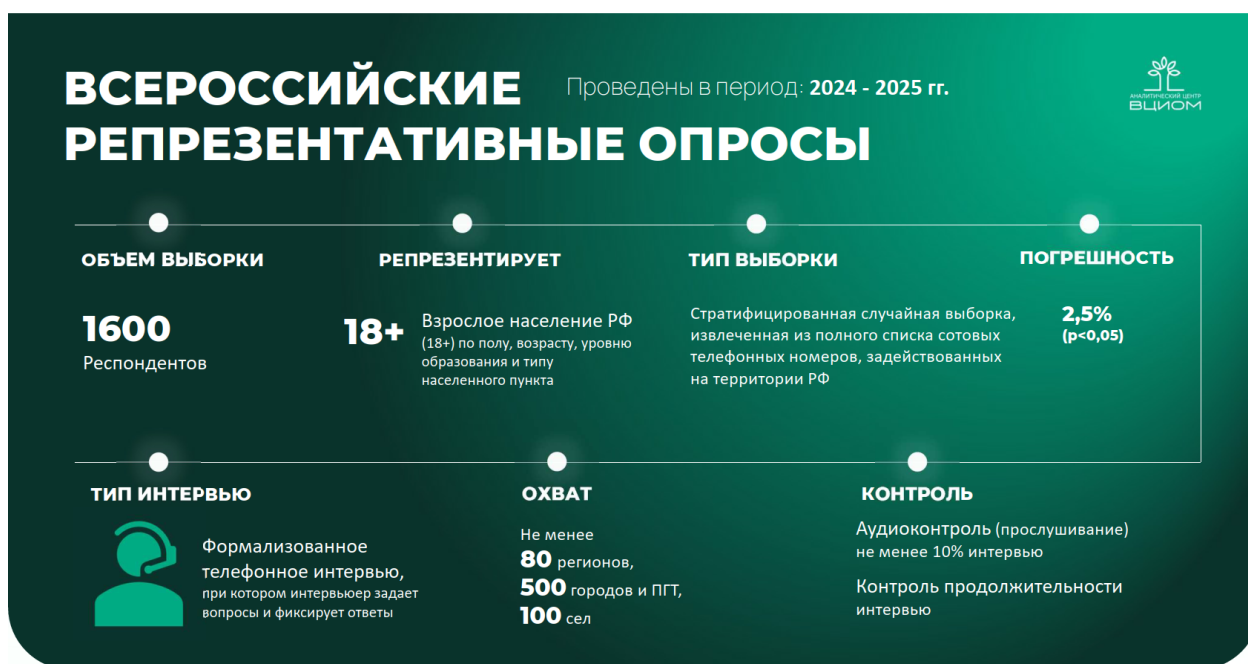 ВСЕРОССИЙСКИЕ
РЕПРЕЗЕНТАТИВНЫЕ ОПРОСЫ
Проведены в период: 2024 - 2025 гг.
АНАЛИТИЧЕСКИЙ ЦЕНТР
ВЦИОМ
ОБЪЕМ ВЫБОРКИ
1600
Респондентов
РЕПРЕЗЕНТИРУЕТ
18+
Взрослое население РФ
(18+) по полу, возрасту, уровню
образования и типу
населенного пункта
ТИП ВЫБОРКИ
Стратифицированная случайная выборка,
извлеченная из полного списка сотовых
телефонных номеров, задействованных
на территории РФ
ПОГРЕШНОСТЬ
2,5%
(p<0,05)
ТИП ИНТЕРВЬЮ
Формализованное
телефонное интервью,
при котором интервьюер задает
вопросы и фиксирует ответы
ОХВАТ
Не менее
80 регионов,
500 городов и ПГТ,
100 сел
КОНТРОЛЬ
Аудиоконтроль (прослушивание)
не менее 10% интервью
Контроль продолжительности
интервью